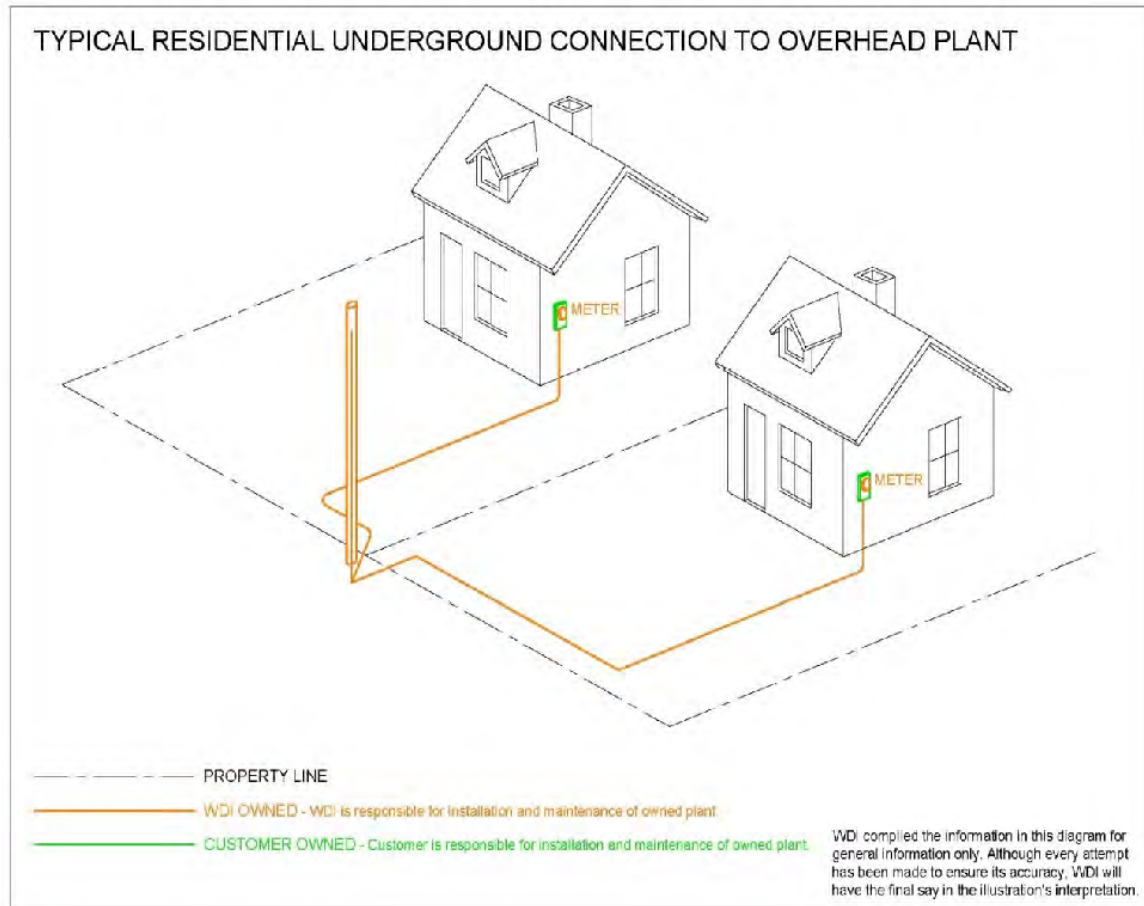 TYPICAL RESIDENTIAL UNDERGROUND CONNECTION TO OVERHEAD PLANT
METER
METER
PROPERTY LINE
WDI OWNED - WDI is responsible for installation and maintenance of owned plant
CUSTOMER OWNED - Customer is responsible for installation and maintenance of owned plant.
WDI compiled the information in this diagram for
general information only. Although every attempt
has been made to ensure its accuracy, WDI will
have the final say in the illustration's interpretation.